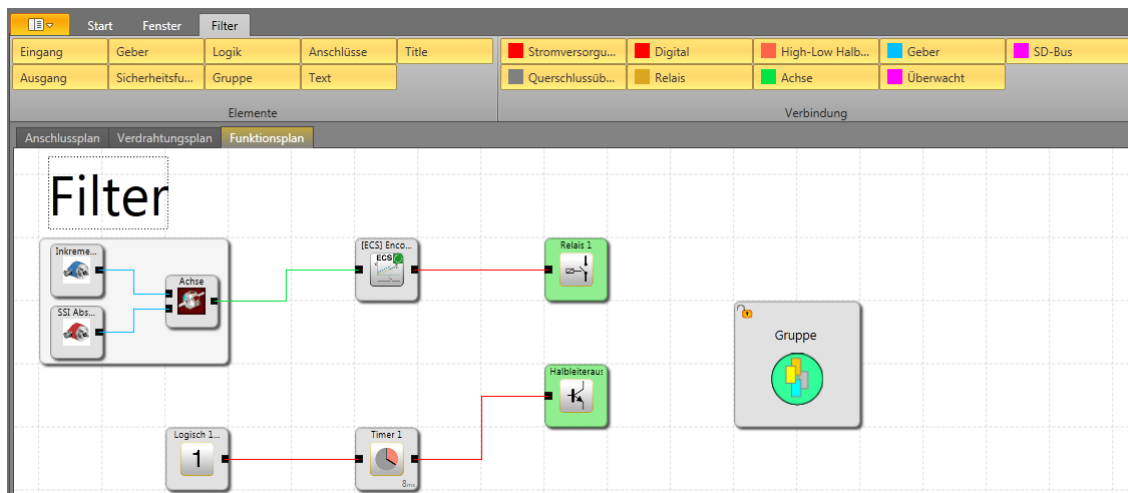 Start Fenster Filter
Eingang Geber Logik Anschlüsse Title
Stromversorgu... Digital High-Low Halb... Geber SD-Bus
Ausgang Sicherheitsfu... Gruppe Text
Querschlussüb... Relais Achse Überwacht
Elemente Verbindung
Anschlussplan Verdrahtungsplan Funktionsplan
Filter
Inkreme...
Achse
SSI Abs...
[ECS] Enco...
ECS
Relais 1
Gruppe
Halbleiteraus
Logisch 1...
1
Timer 1
8ms